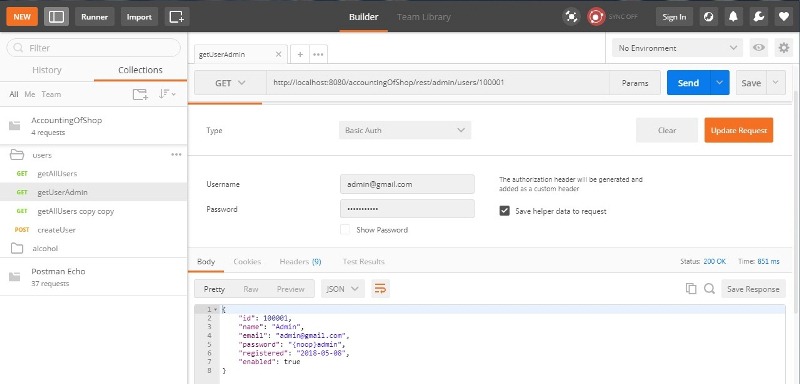 NEW Runner Import Builder Team Library SYNC OFF Sign In
Filter
History Collections
All Me Team
AccountingOfShop
4 requests
users
GET getAllUsers
GET getUserAdmin
GET getAllUsers copy copy
POST createUser
alcohol
Postman Echo
37 requests
getUserAdmin × + ••• No Environment
GET http://localhost:8080/accountingOfShop/rest/admin/users/100001 Params Send Save
Type Basic Auth Clear Update Request
Username admin@gmail.com The authorization header will be generated and
added as a custom header
Password ••••••••••• Save helper data to request
Show Password
Body Cookies Headers (9) Test Results Status: 200 OK Time: 851 ms
Pretty Raw Preview JSON Save Response
1 {
2 "id": 100001,
3 "name": "Admin",
4 "email": "admin@gmail.com",
5 "password": "{noop}admin",
6 "registered": "2018-05-08",
7 "enabled": true
8 }